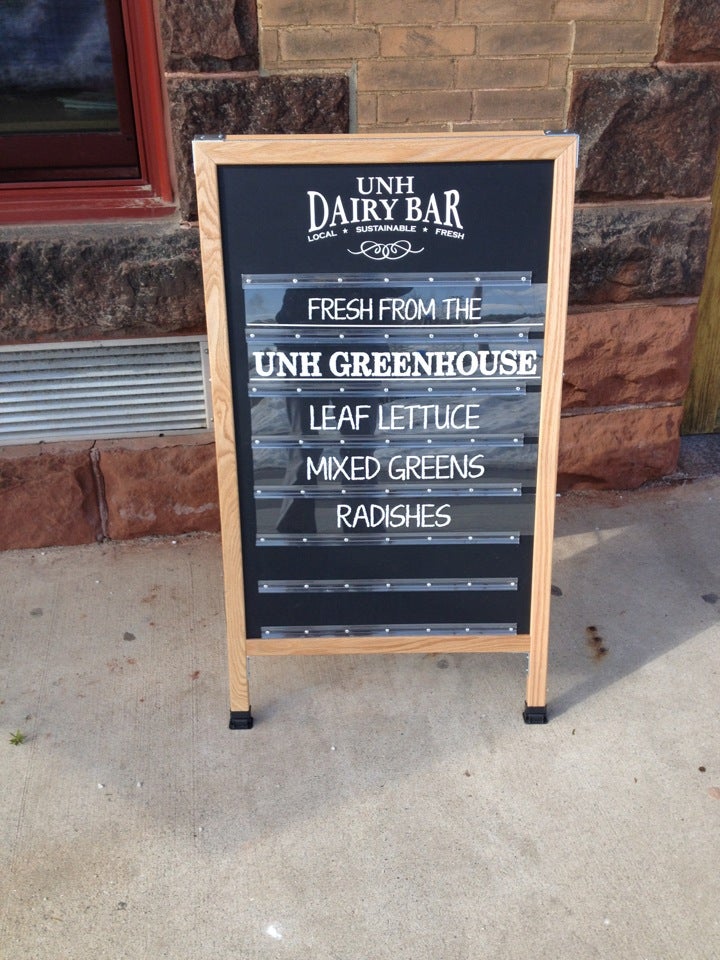 UNH
DAIRY BAR
LOCAL ★ SUSTAINABLE ★ FRESH
FRESH FROM THE
UNH GREENHOUSE
LEAF LETTUCE
MIXED GREENS
RADISHES